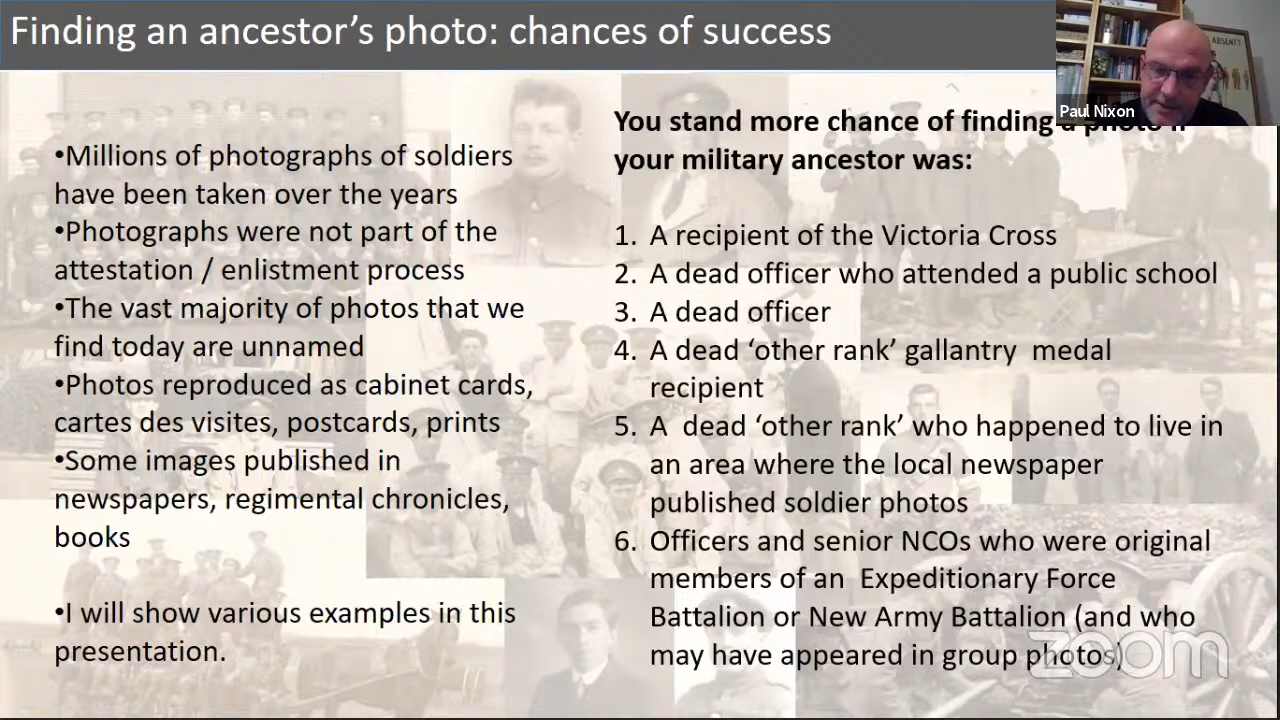 Finding an ancestor's photo: chances of success
ABSENT?
Paul Nixon
•Millions of photographs of soldiers
have been taken over the years
•Photographs were not part of the
attestation / enlistment process
•The vast majority of photos that we
find today are unnamed
•Photos reproduced as cabinet cards,
cartes des visites, postcards, prints
•Some images published in
newspapers, regimental chronicles,
books
•I will show various examples in this
presentation.
You stand more chance of finding a photo if
your military ancestor was:
1. A recipient of the Victoria Cross
2. A dead officer who attended a public school
3. A dead officer
4. A dead ‘other rank’ gallantry  medal
recipient
5. A  dead ‘other rank’ who happened to live in
an area where the local newspaper
published soldier photos
6. Officers and senior NCOs who were original
members of an  Expeditionary Force
Battalion or New Army Battalion (and who
may have appeared in group photos)
zoom